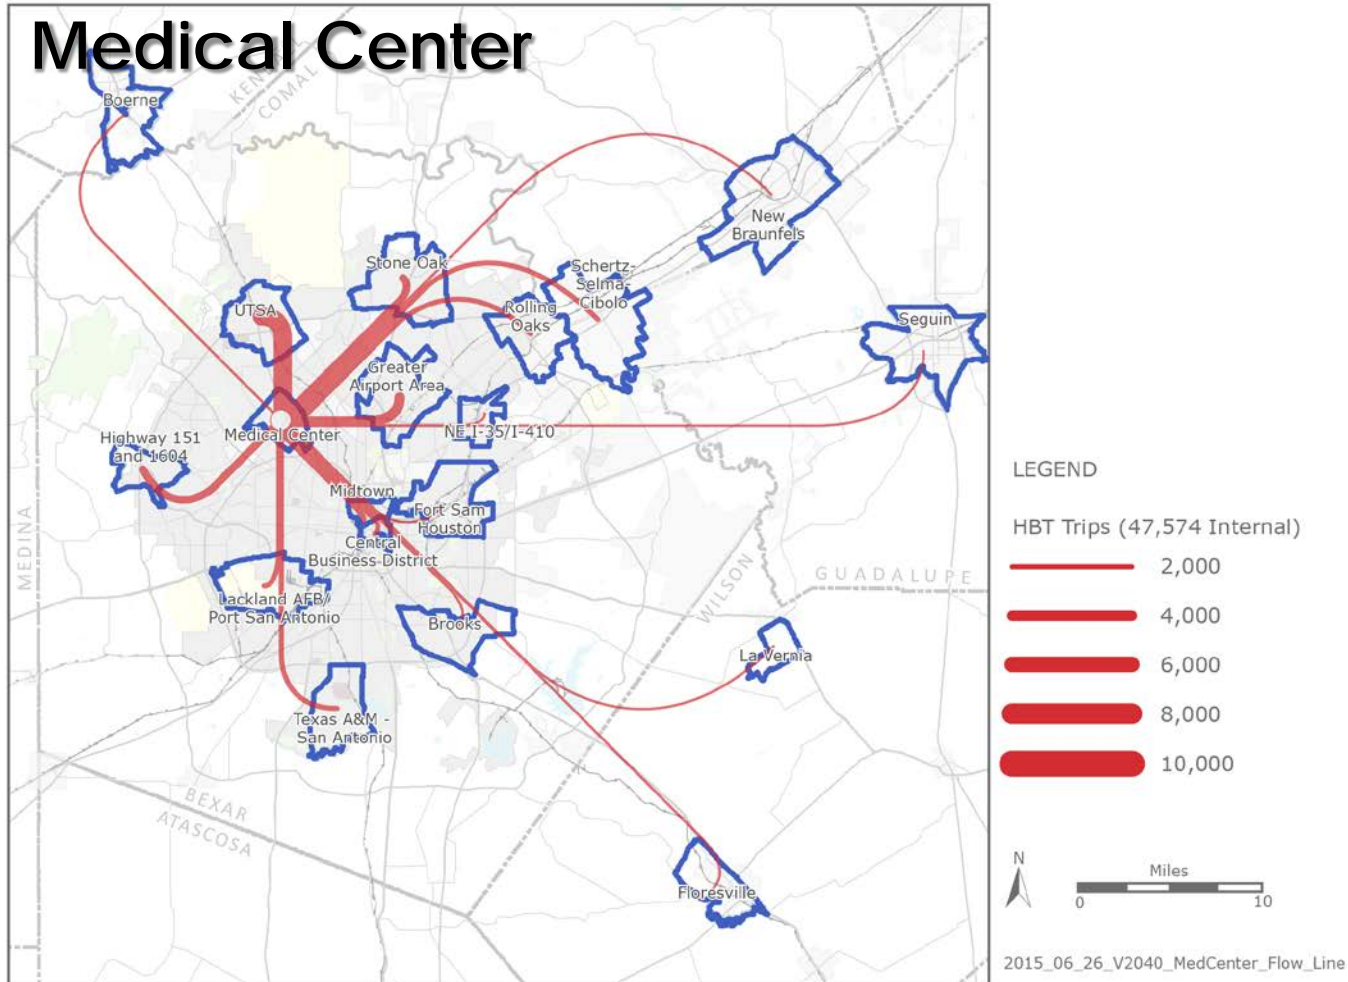 Medical Center
Boerne
KENDALL
COMAL
New
Braunfels
Stone Oak
Schertz-
Selma-
Cibolo
UTSA
Rolling
Oaks
Seguin
Greater
Airport Area
Medical Center
NE I-35/I-410
Highway 151
and 1604
Midtown
Fort Sam
Houston
Central
Business District
MEDINA
GUADALUPE
WILSON
Lackland AFB/
Port San Antonio
Brooks
La Vernia
Texas A&M -
San Antonio
BEXAR
ATASCOSA
Floresville
LEGEND
HBT Trips (47,574 Internal)
2,000
4,000
6,000
8,000
10,000
N
Miles
0 10
2015_06_26_V2040_MedCenter_Flow_Line